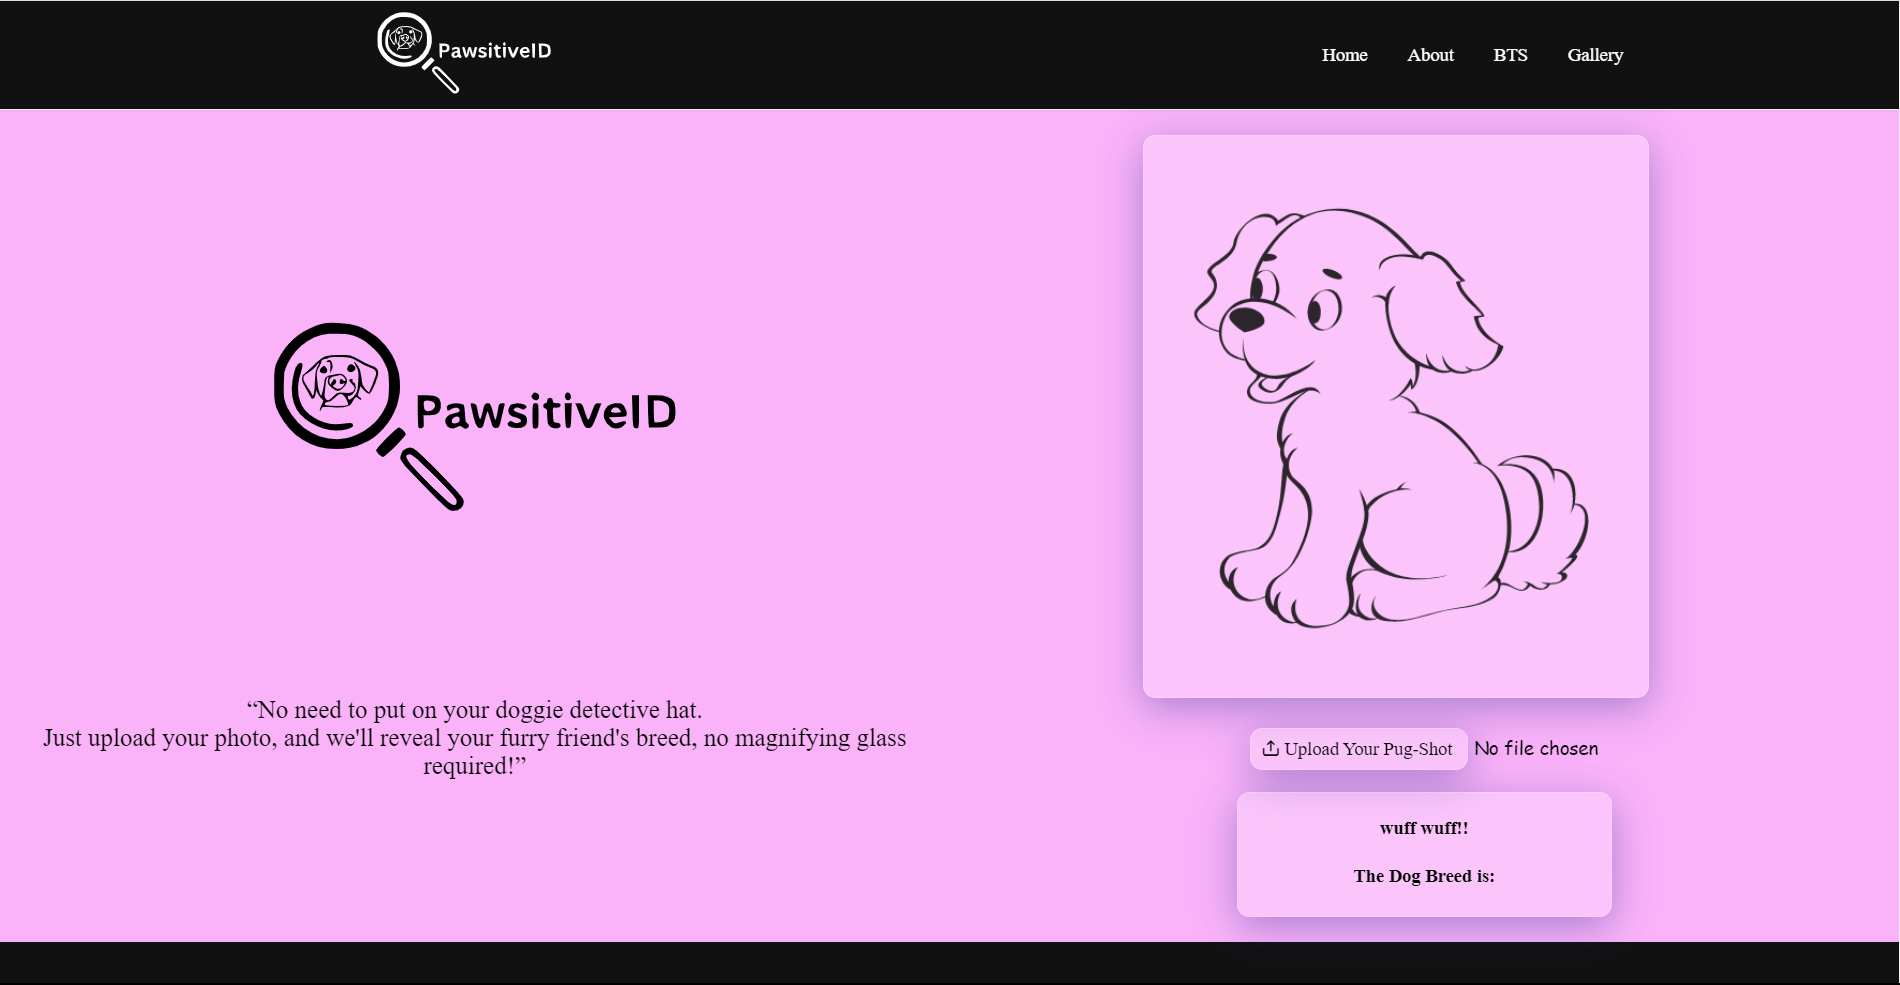 PawsitiveID
Home About BTS Gallery
PawsitiveID
“No need to put on your doggie detective hat.
Just upload your photo, and we'll reveal your furry friend's breed, no magnifying glass
required!”
Upload Your Pug-Shot No file chosen
wuff wuff!!
The Dog Breed is: